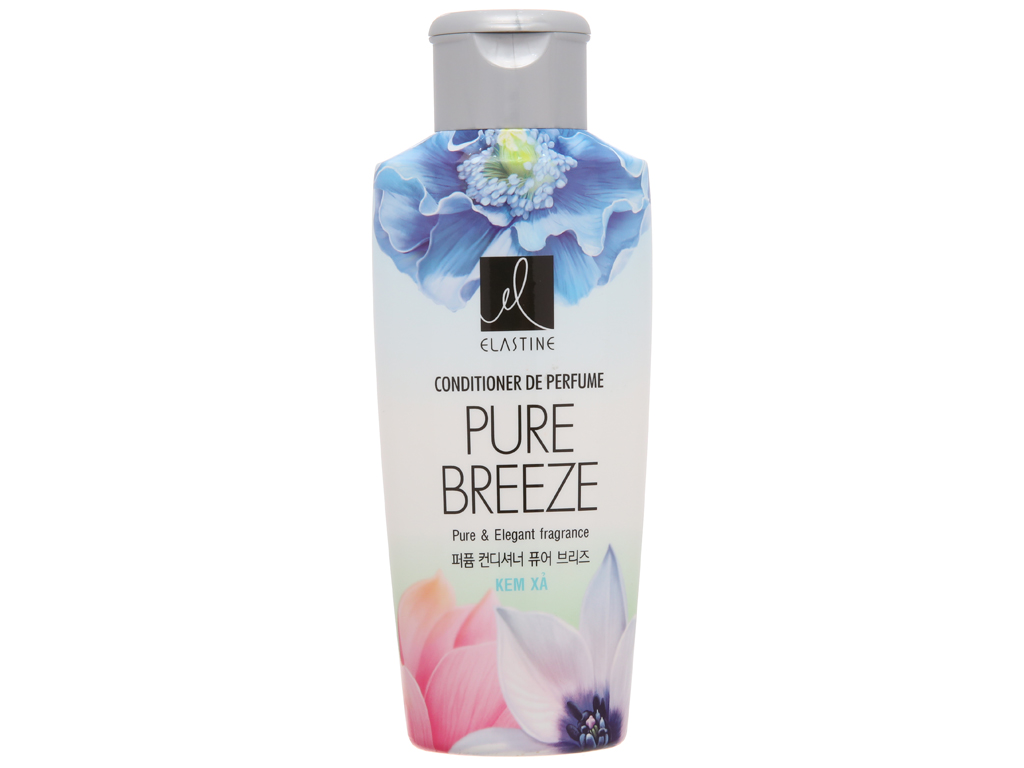 el
ELASTINE
CONDITIONER DE PERFUME
PURE
BREEZE
Pure & Elegant fragrance
퍼퓸 컨디셔너 퓨어 브리즈
KEM XẢ